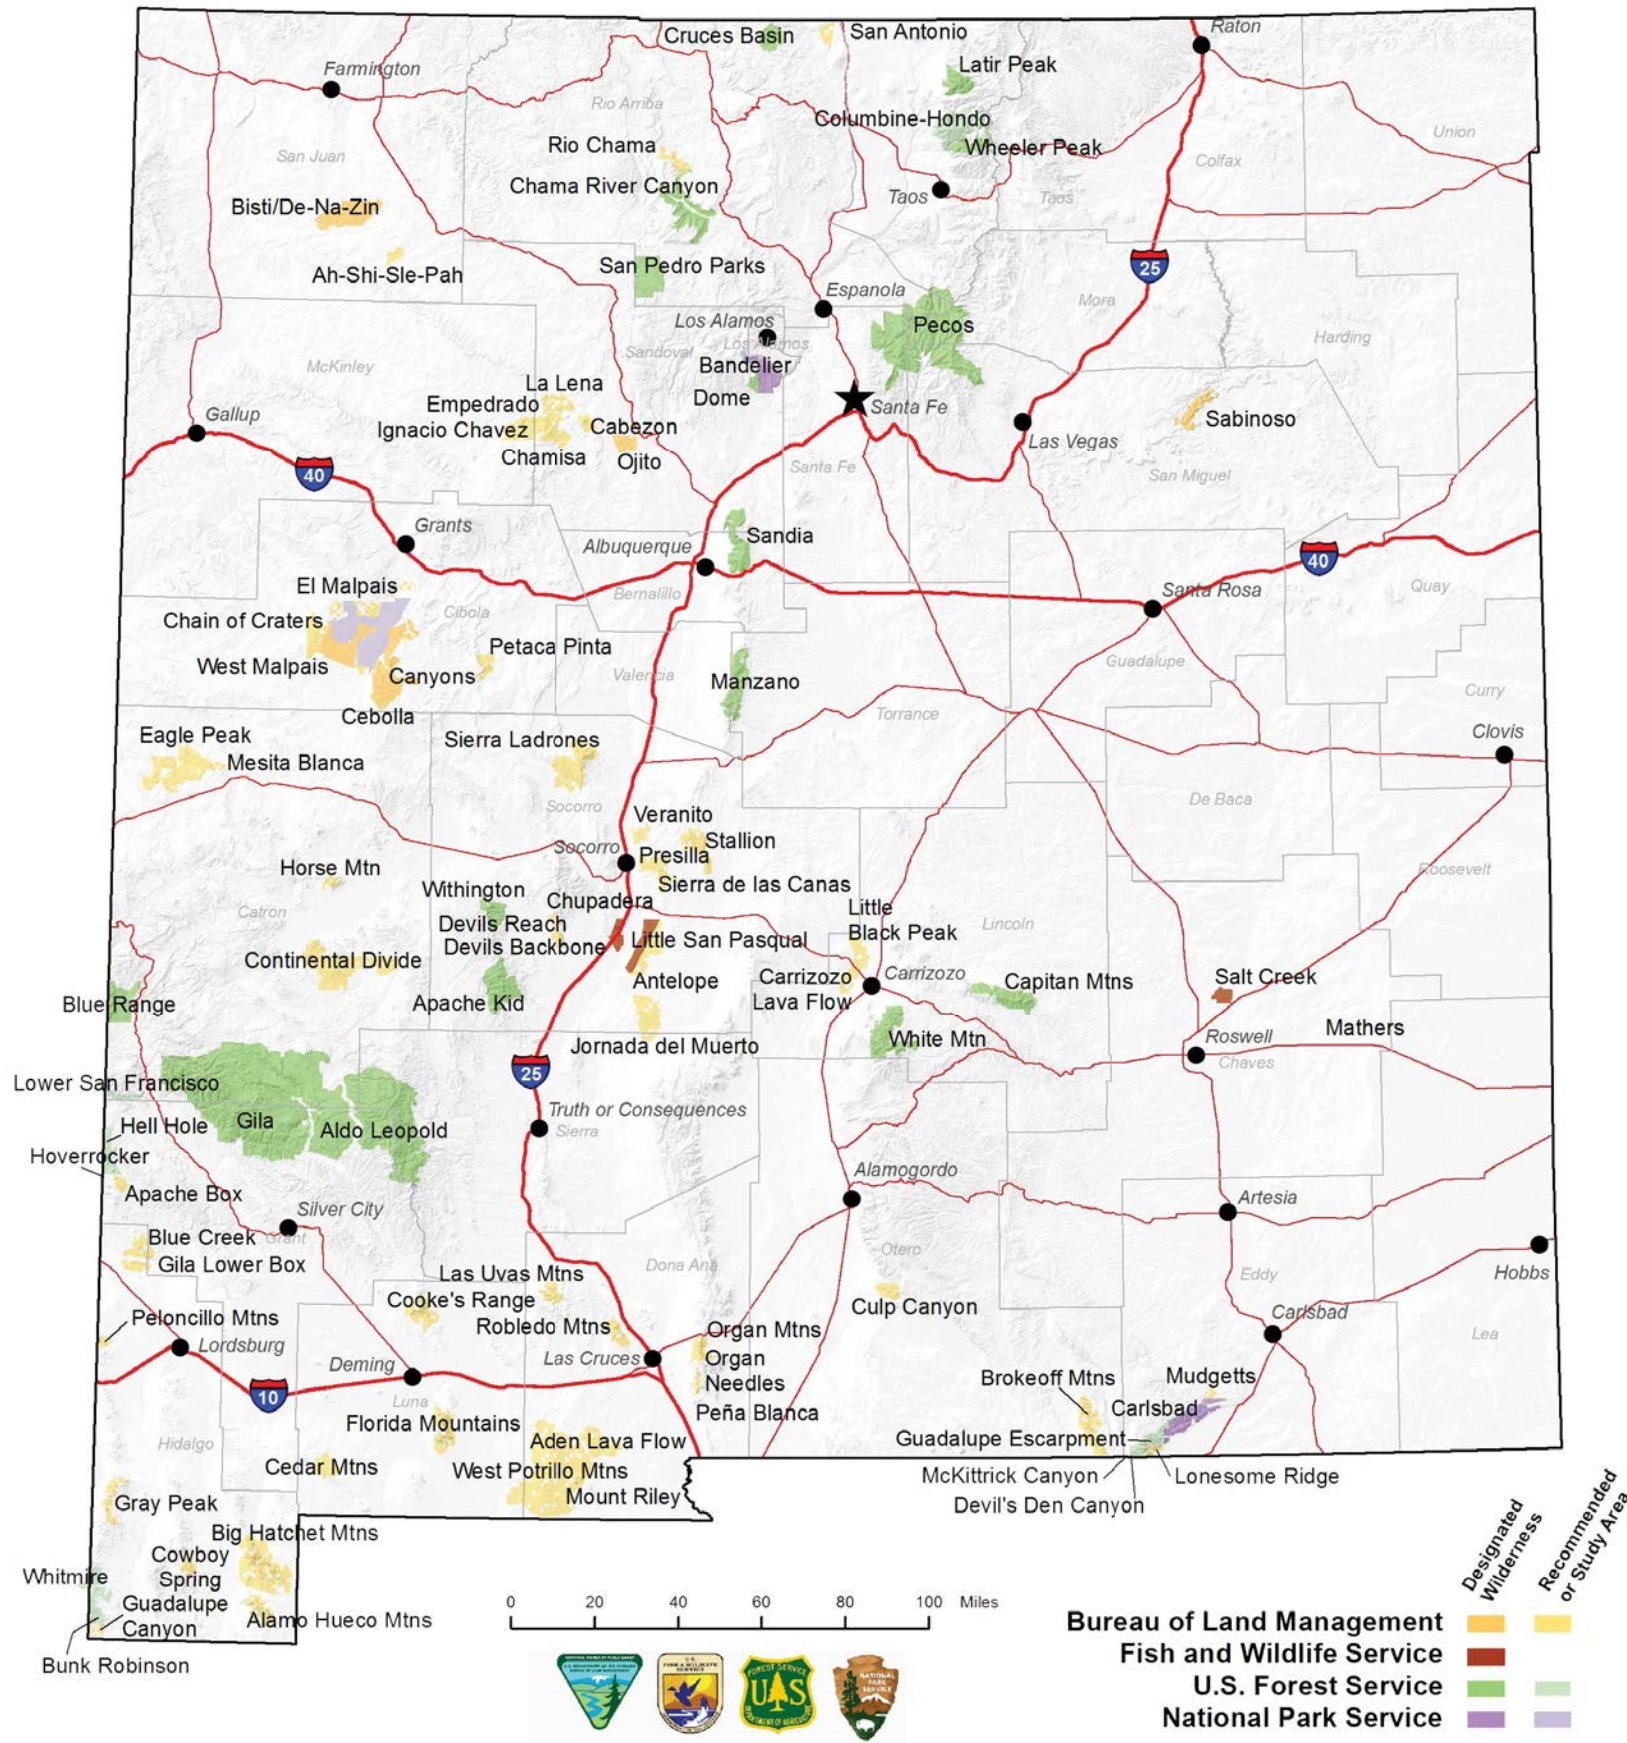 Cruces Basin
San Antonio
Raton
Farmington
Latir Peak
Rio Arriba
Columbine-Hondo
Union
Rio Chama
Wheeler Peak
San Juan
Colfax
Chama River Canyon
Taos
Taos
Bisti/De-Na-Zin
Ah-Shi-Sle-Pah
San Pedro Parks
25
Espanola
Mora
Los Alamos
Pecos
Los Alamos
Harding
Sandoval
McKinley
Bandelier
La Lena
Dome
Empedrado
Santa Fe
Gallup
Ignacio Chavez
Cabezon
Sabinoso
Las Vegas
Chamisa
Ojito
40
Santa Fe
San Miguel
Grants
Sandia
Albuquerque
40
El Malpais
Bernalillo
Santa Rosa
Quay
Chain of Craters
Cibola
Petaca Pinta
West Malpais
Canyons
Valencia
Manzano
Guadalupe
Curry
Cebolla
Torrance
Eagle Peak
Sierra Ladrones
Clovis
Mesita Blanca
Socorro
De Baca
Veranito
Stallion
Socorro
Presilla
Horse Mtn
Roosevelt
Withington
Sierra de las Canas
Chupadera
Catron
Little
Black Peak
Devils Reach
Lincoln
Devils Backbone
Little San Pasqual
Continental Divide
Carrizozo
Carrizozo
Lava Flow
Antelope
Capitan Mtns
Salt Creek
Blue Range
Apache Kid
Mathers
Jornada del Muerto
White Mtn
Roswell
Chaves
25
Lower San Francisco
Truth or Consequences
Hell Hole
Gila
Aldo Leopold
Sierra
Hoverrocker
Alamogordo
Apache Box
Silver City
Artesia
Blue Creek
Grant
Gila Lower Box
Otero
Dona Ana
Las Uvas Mtns
Eddy
Hobbs
Cooke's Range
Culp Canyon
Peloncillo Mtns
Robledo Mtns
Organ Mtns
Carlsbad
Lordsburg
Las Cruces
Organ
Needles
Lea
Deming
10
Brokeoff Mtns
Mudgetts
Luna
Peña Blanca
Carlsbad
Florida Mountains
Hidalgo
Aden Lava Flow
Guadalupe Escarpment
Cedar Mtns
West Potrillo Mtns
McKittrick Canyon
Lonesome Ridge
Mount Riley
Devil's Den Canyon
Gray Peak
Big Hatchet Mtns
Cowboy
Spring
Whitmire
Guadalupe
Canyon
Alamo Hueco Mtns
Bunk Robinson
0 20 40 60 80 100 Miles
Designated
Wilderness
Recommended
or Study Area
Bureau of Land Management
Fish and Wildlife Service
U.S. Forest Service
National Park Service
U.S.
FISH & WILDLIFE
SERVICE
FOREST SERVICE
U S
DEPARTMENT OF AGRICULTURE
NATIONAL
PARK
SERVICE